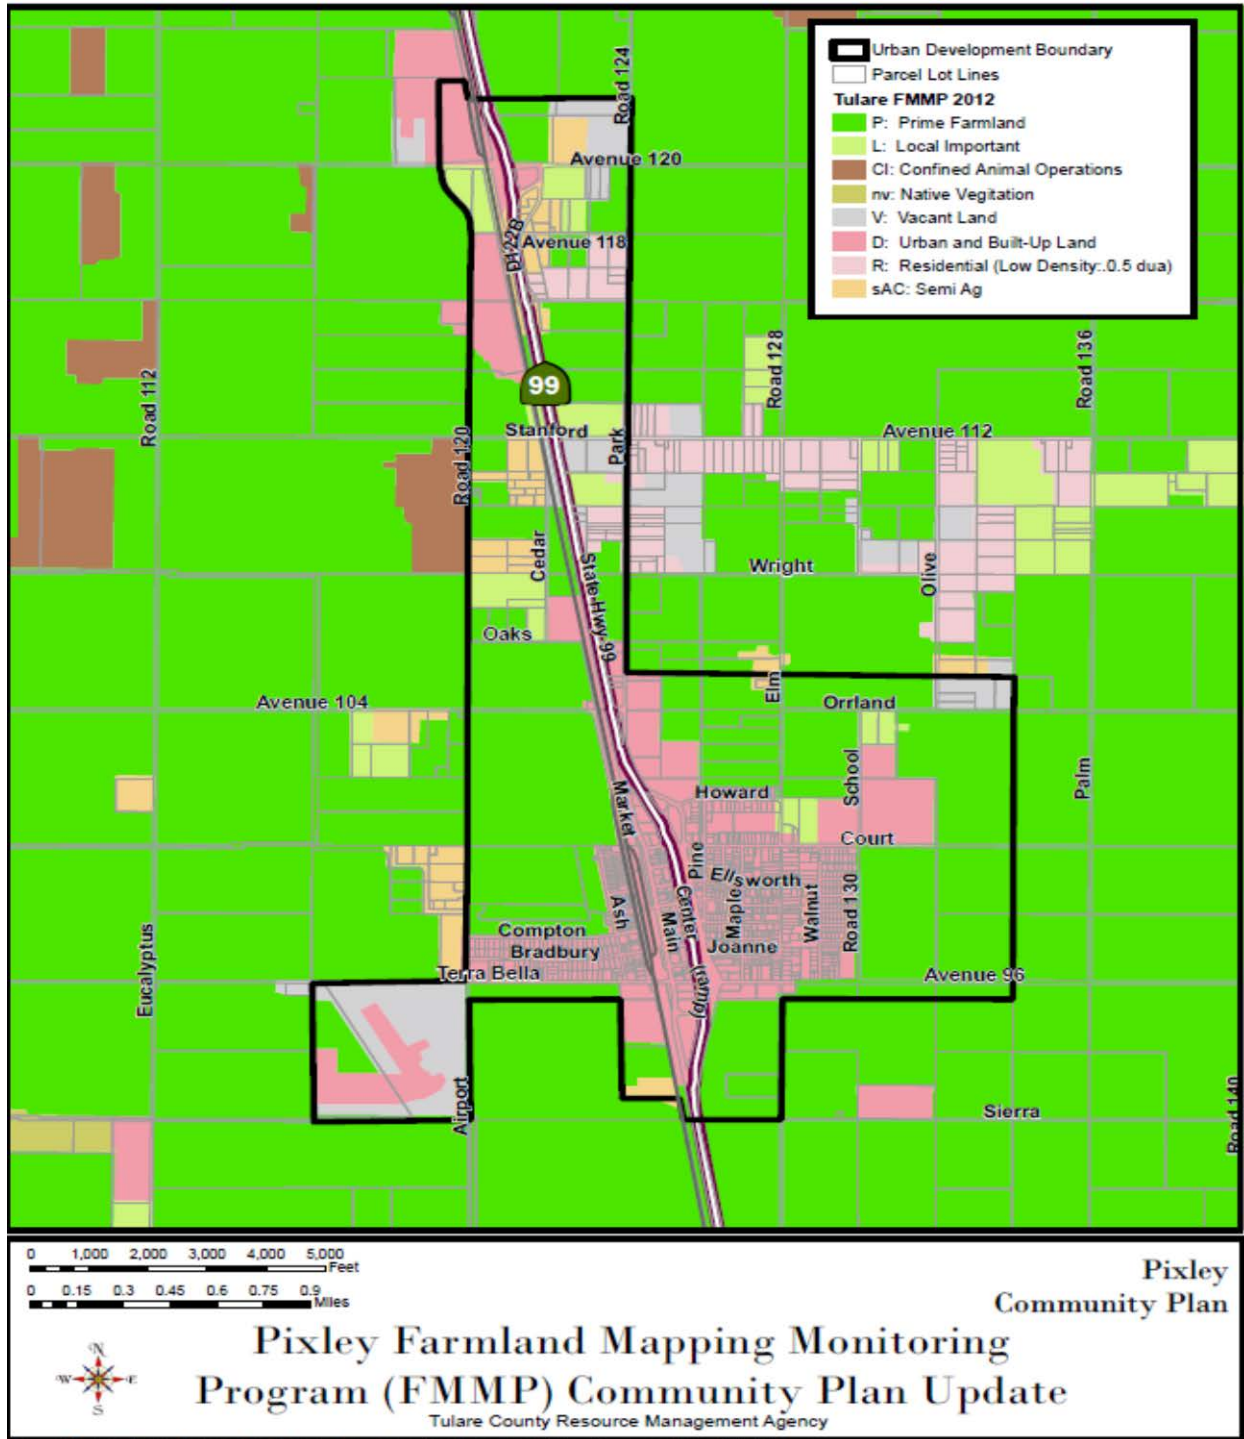 Urban Development Boundary
Parcel Lot Lines
Tulare FMMP 2012
P: Prime Farmland
L: Local Important
CI: Confined Animal Operations
nv: Native Vegitation
V: Vacant Land
D: Urban and Built-Up Land
R: Residential (Low Density:.0.5 dua)
sAC: Semi Ag
Road 124
Avenue 120
D122B
Avenue 118
99
Road 112
Road 120
Stanford
Park
Road 128
Road 136
Avenue 112
Cedar
State Hwy 99
Wright
Olive
Oaks
Elm
Avenue 104
Orrland
Market
Howard
School
Palm
Court
Pine
Ellsworth
Ash
Main
Center
Maple
Walnut
Road 130
Compton
Bradbury
Joanne
Terra Bella
Avenue 96
Eucalyptus
(ramp)
Airport
Sierra
Road 140
0 1,000 2,000 3,000 4,000 5,000
Feet
0 0.15 0.3 0.45 0.6 0.75 0.9
Miles
Pixley
Community Plan
N
W E
S
Pixley Farmland Mapping Monitoring
Program (FMMP) Community Plan Update
Tulare County Resource Management Agency